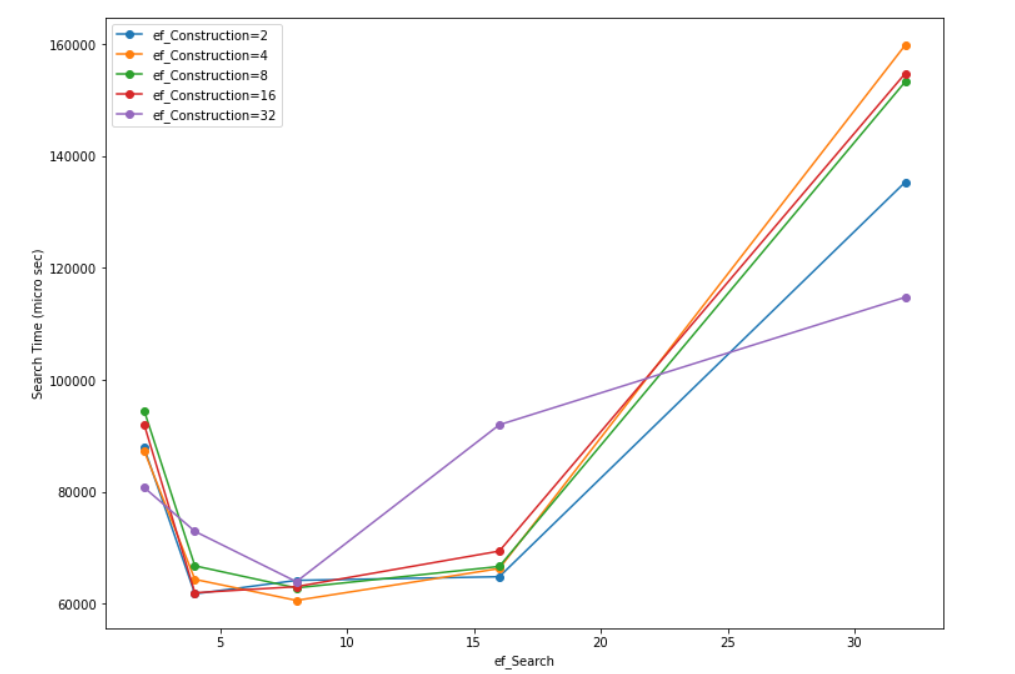 ef_Construction=2
ef_Construction=4
ef_Construction=8
ef_Construction=16
ef_Construction=32
160000
140000
120000
100000
80000
60000
Search Time (micro sec)
5
10
15
20
25
30
ef_Search